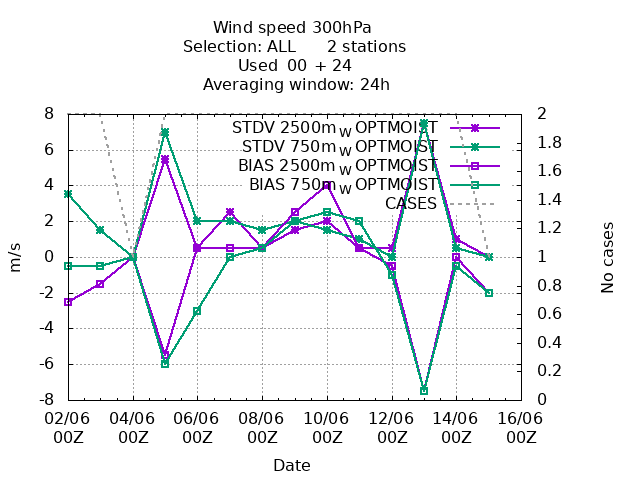 Wind speed 300hPa
Selection: ALL 2 stations
Used 00 + 24
Averaging window: 24h
8 6 4 2 0 -2 -4 -6 -8
m/s
STDV 2500m_W OPTMOIST
STDV 750m_W OPTMOIST
BIAS 2500m_W OPTMOIST
BIAS 750m_W OPTMOIST
CASES
2 1.8 1.6 1.4 1.2 1 0.8 0.6 0.4 0.2 0
No cases
02/06 04/06 06/06 08/06 10/06 12/06 14/06 16/06
00Z 00Z 00Z 00Z 00Z 00Z 00Z 00Z
Date